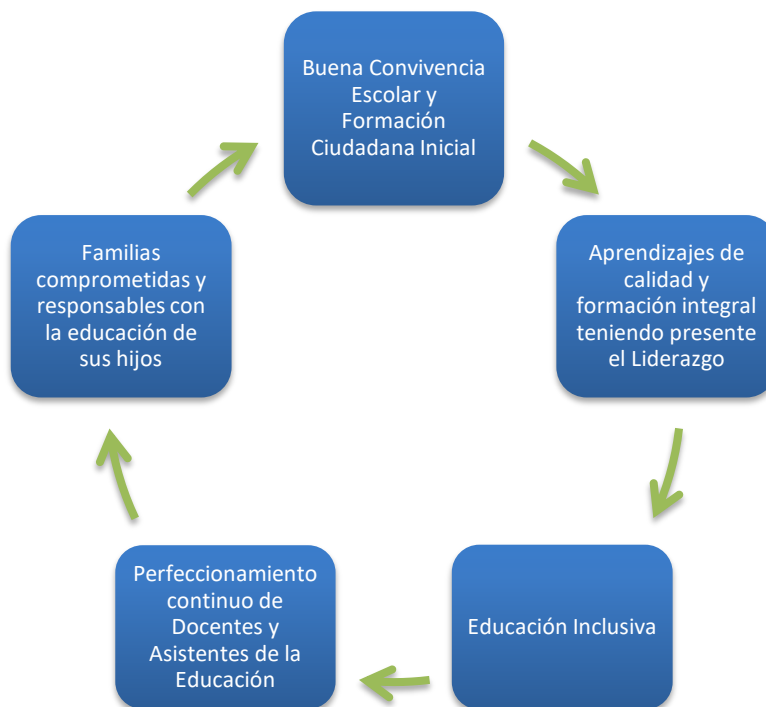 Buena Convivencia
Escolar y
Formación
Ciudadana Inicial
Aprendizajes de
calidad y
formación integral
teniendo presente
el Liderazgo
Educación Inclusiva
Perfeccionamiento
continuo de
Docentes y
Asistentes de la
Educación
Familias
comprometidas y
responsables con
la educación de
sus hijos